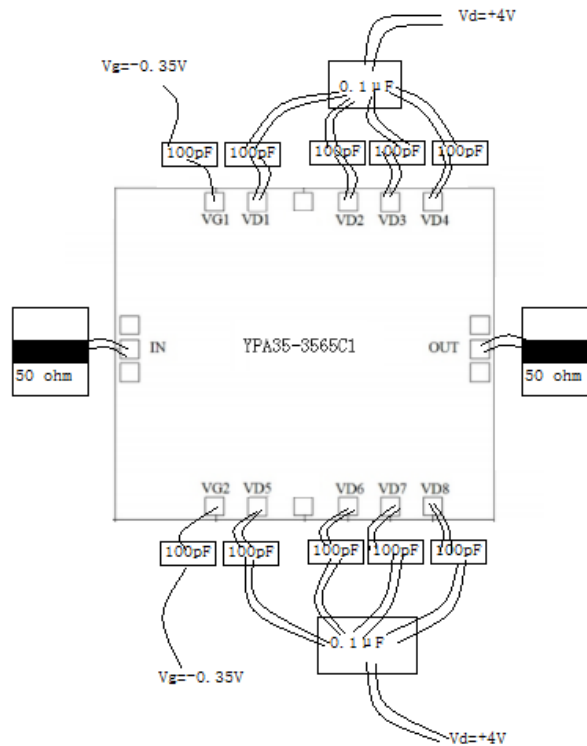 Vd=+4V
Vg=-0.35V
0.1μF
100pF 100pF 100pF 100pF 100pF
VG1 VD1 VD2 VD3 VD4
IN YPA35-3565C1 OUT
50 ohm 50 ohm
VG2 VD5 VD6 VD7 VD8
100pF 100pF 100pF 100pF 100pF
0.1μF
Vg=-0.35V
Vd=+4V